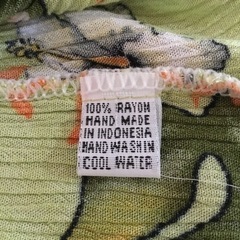 100% RAYON
HAND MADE
IN INDONESIA
HAND WASH IN
COOL WATER